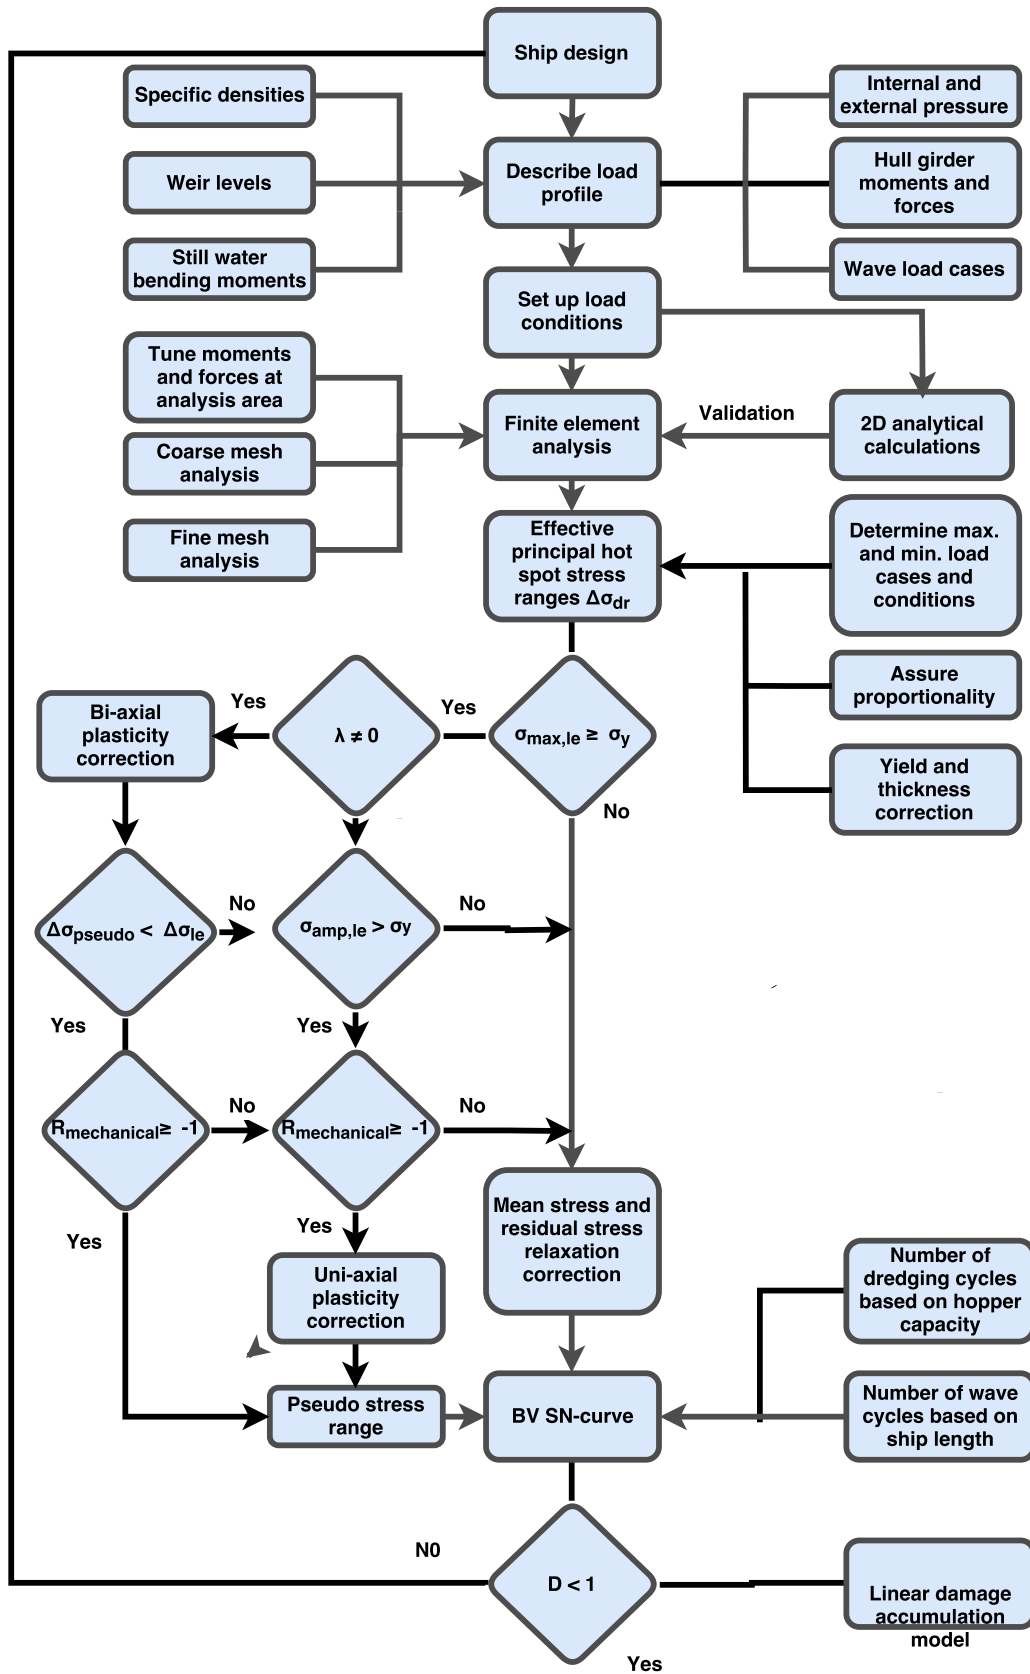 Ship design
Specific densities
Internal and
external pressure
Weir levels
Describe load
profile
Hull girder
moments and
forces
Still water
bending moments
Wave load cases
Set up load
conditions
Tune moments
and forces at
analysis area
Validation
Finite element
analysis
2D analytical
calculations
Coarse mesh
analysis
Fine mesh
analysis
Effective
principal hot
spot stress
ranges Δσdr
Determine max.
and min. load
cases and
conditions
Assure
proportionality
Yield and
thickness
correction
Bi-axial
plasticity
correction
Yes
λ ≠ 0
Yes
σmax,le ≥ σy
No
Δσpseudo < Δσle
No
σamp,le > σy
No
Yes
Yes
Rmechanical ≥ -1
No
Rmechanical ≥ -1
No
Yes
Yes
Mean stress and
residual stress
relaxation
correction
Uni-axial
plasticity
correction
Number of
dredging cycles
based on hopper
capacity
Pseudo stress
range
BV SN-curve
Number of wave
cycles based on
ship length
N0
D < 1
Linear damage
accumulation
model
Yes